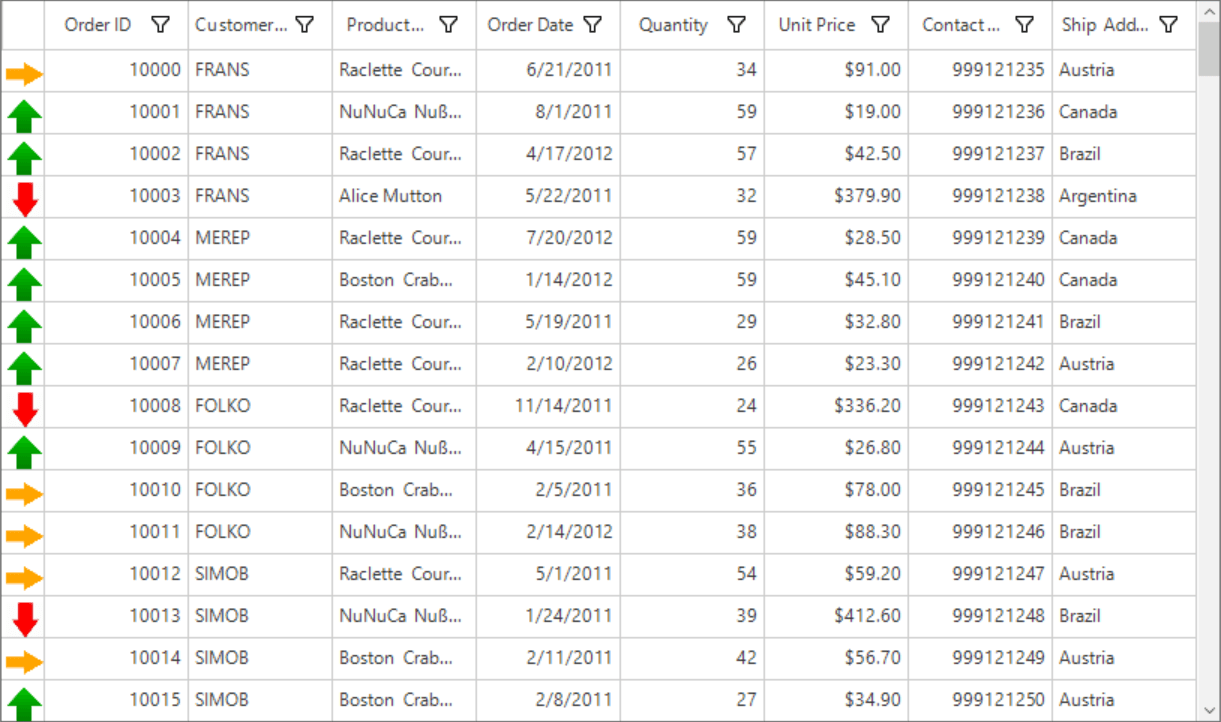 Order ID Customer... Product... Order Date Quantity Unit Price Contact... Ship Add...
10000 FRANS Raclette Cour... 6/21/2011 34 $91.00 999121235 Austria
10001 FRANS NuNuCa Nuß... 8/1/2011 59 $19.00 999121236 Canada
10002 FRANS Raclette Cour... 4/17/2012 57 $42.50 999121237 Brazil
10003 FRANS Alice Mutton 5/22/2011 32 $379.90 999121238 Argentina
10004 MEREP Raclette Cour... 7/20/2012 59 $28.50 999121239 Canada
10005 MEREP Boston Crab... 1/14/2012 59 $45.10 999121240 Canada
10006 MEREP Raclette Cour... 5/19/2011 29 $32.80 999121241 Brazil
10007 MEREP Raclette Cour... 2/10/2012 26 $23.30 999121242 Austria
10008 FOLKO Raclette Cour... 11/14/2011 24 $336.20 999121243 Canada
10009 FOLKO NuNuCa Nuß... 4/15/2011 55 $26.80 999121244 Austria
10010 FOLKO Boston Crab... 2/5/2011 36 $78.00 999121245 Brazil
10011 FOLKO NuNuCa Nuß... 2/14/2012 38 $88.30 999121246 Brazil
10012 SIMOB Raclette Cour... 5/1/2011 54 $59.20 999121247 Austria
10013 SIMOB NuNuCa Nuß... 1/24/2011 39 $412.60 999121248 Brazil
10014 SIMOB Boston Crab... 2/11/2011 42 $56.70 999121249 Austria
10015 SIMOB Boston Crab... 2/8/2011 27 $34.90 999121250 Austria